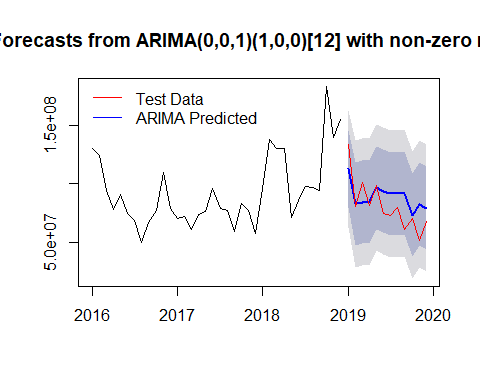 Forecasts from ARIMA(0,0,1)(1,0,0)[12] with non-zero
Test Data
ARIMA Predicted
1.5e+08
5.0e+07
2016 2017 2018 2019 2020